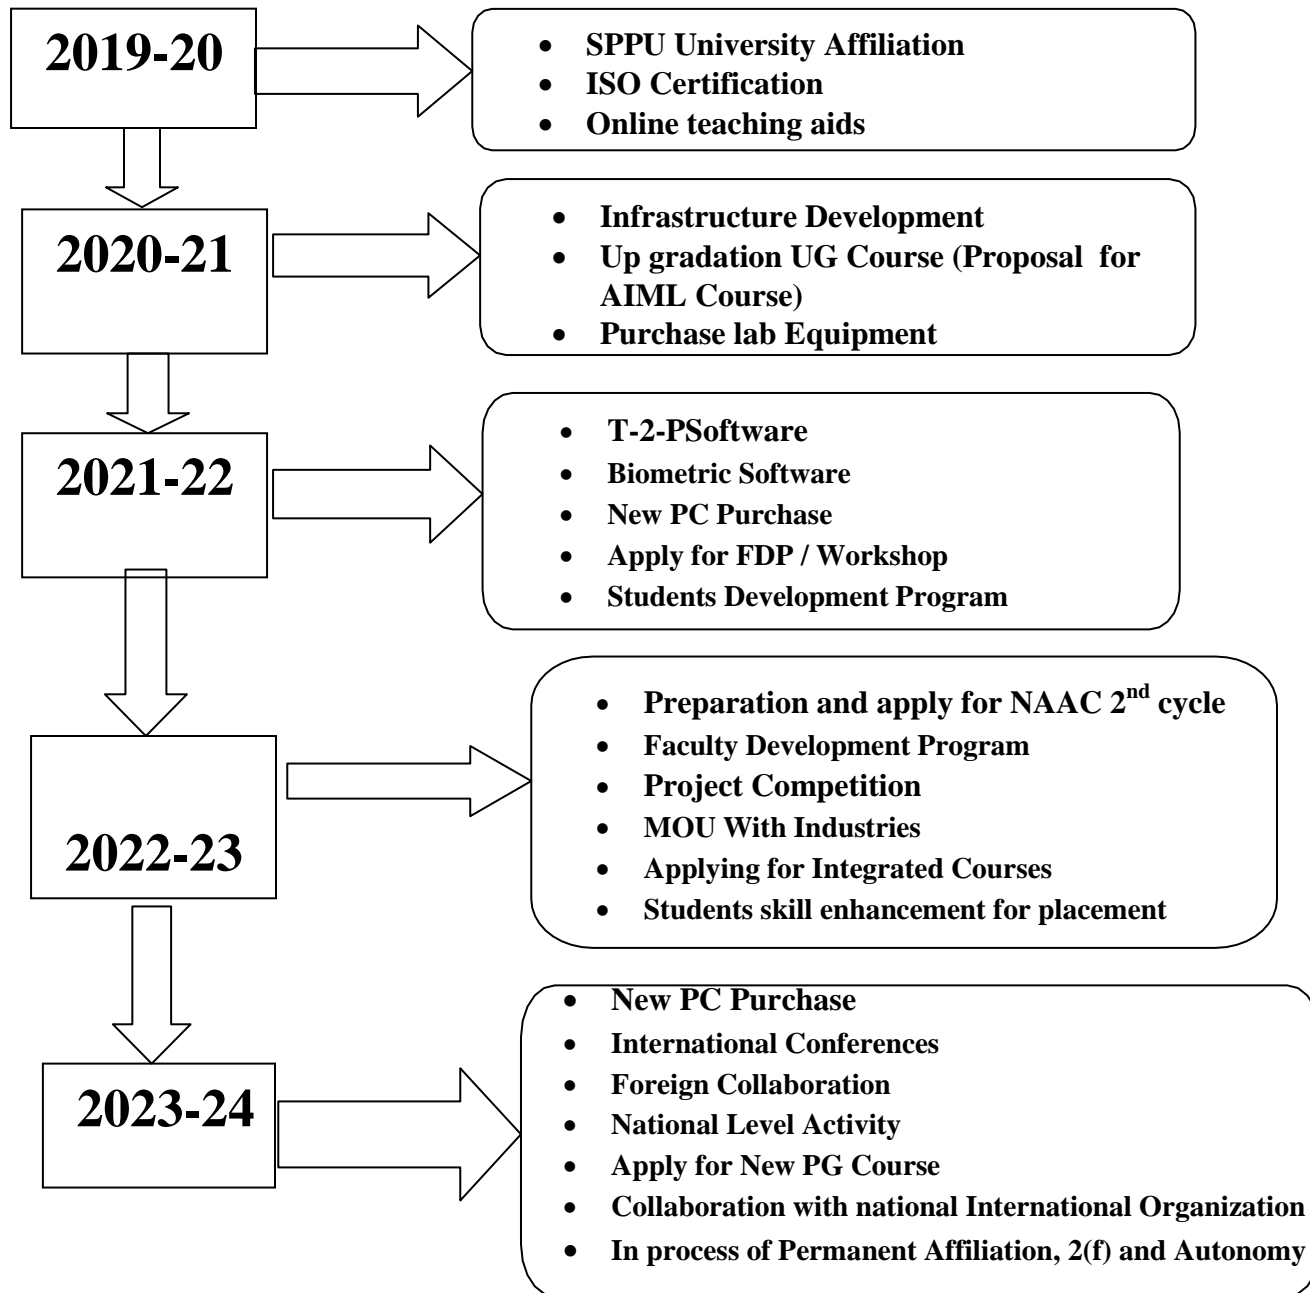 2019-20
• SPPU University Affiliation
• ISO Certification
• Online teaching aids
2020-21
• Infrastructure Development
• Up gradation UG Course (Proposal for
AIML Course)
• Purchase lab Equipment
2021-22
• T-2-PSoftware
• Biometric Software
• New PC Purchase
• Apply for FDP / Workshop
• Students Development Program
2022-23
• Preparation and apply for NAAC 2nd cycle
• Faculty Development Program
• Project Competition
• MOU With Industries
• Applying for Integrated Courses
• Students skill enhancement for placement
2023-24
• New PC Purchase
• International Conferences
• Foreign Collaboration
• National Level Activity
• Apply for New PG Course
• Collaboration with national International Organization
• In process of Permanent Affiliation, 2(f) and Autonomy